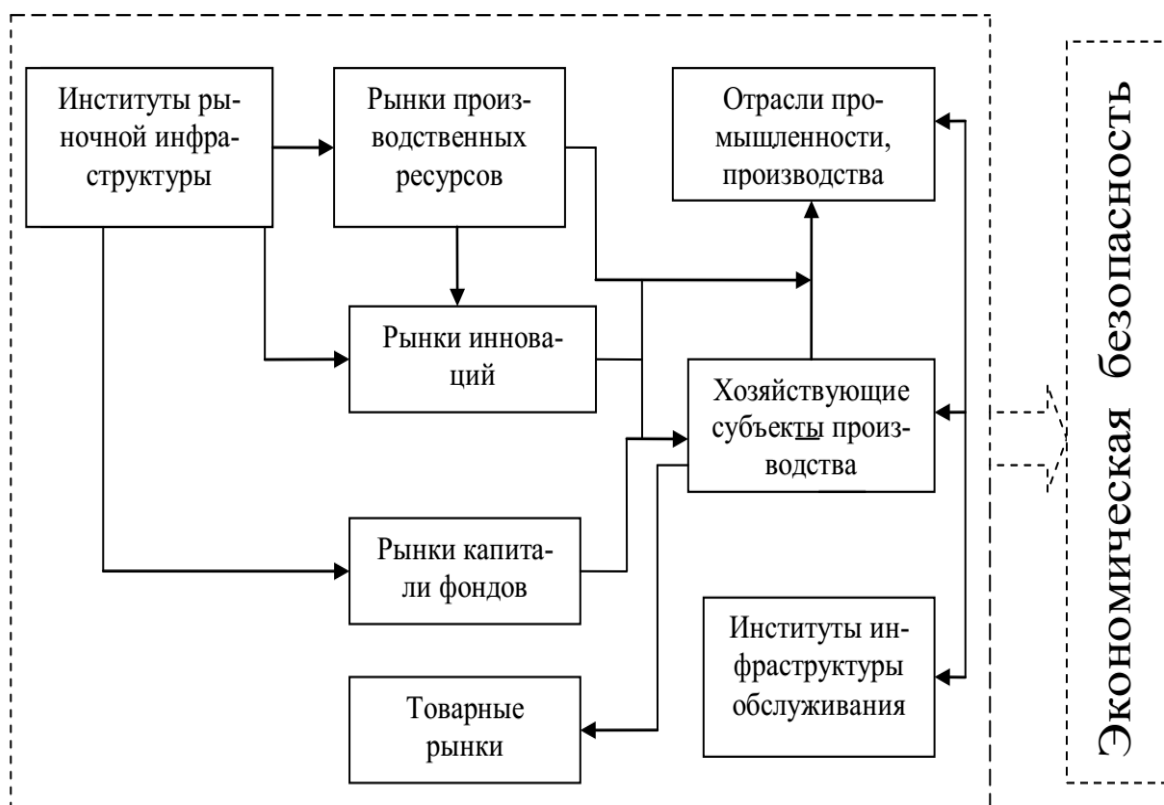 Институты ры-
ночной инфра-
структуры
Рынки произ-
водственных
ресурсов
Отрасли про-
мыщленности,
производства
Рынки иннова-
ций
Хозяйствующие
субъекты произ-
водства
Рынки капита-
ли фондов
Институты ин-
фраструктуры
обслуживания
Товарные
рынки
Экономическая безопасность